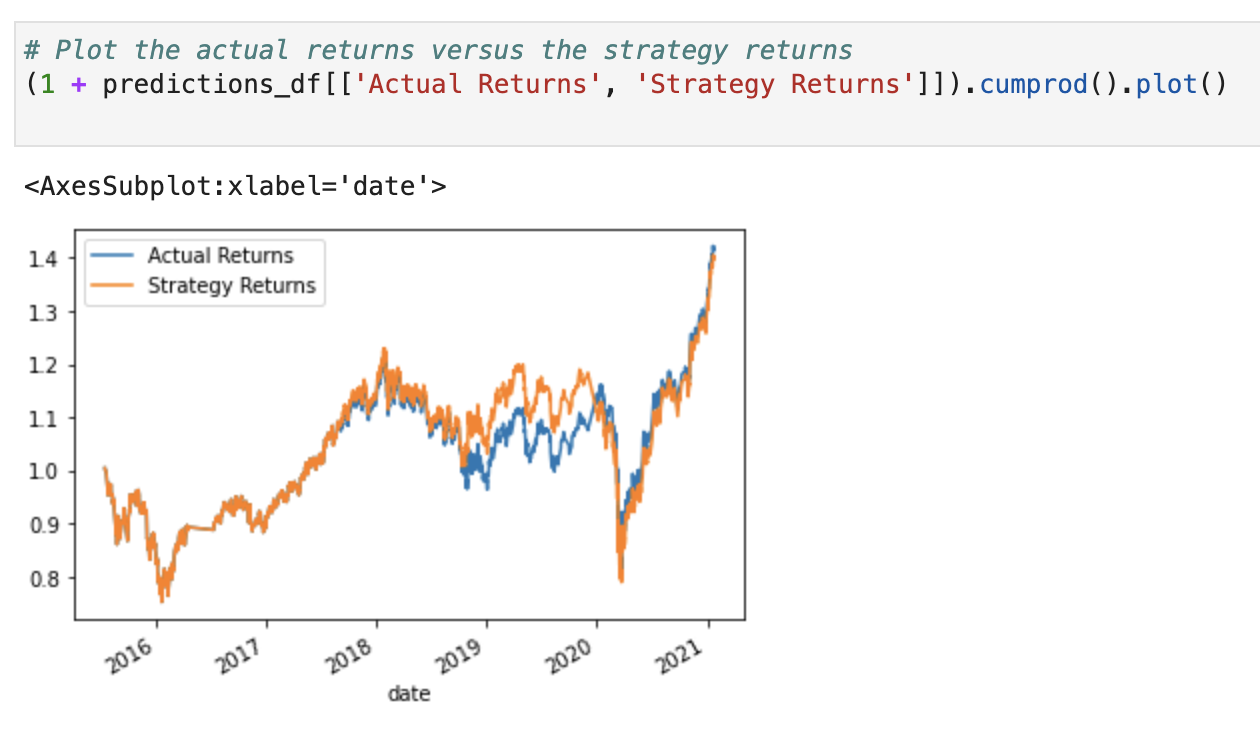 # Plot the actual returns versus the strategy returns
(1 + predictions_df[['Actual Returns', 'Strategy Returns']]).cumprod().plot()
<AxesSubplot:xlabel='date'>
Actual Returns
Strategy Returns
1.4
1.3
1.2
1.1
1.0
0.9
0.8
2016 2017 2018 2019 2020 2021
date